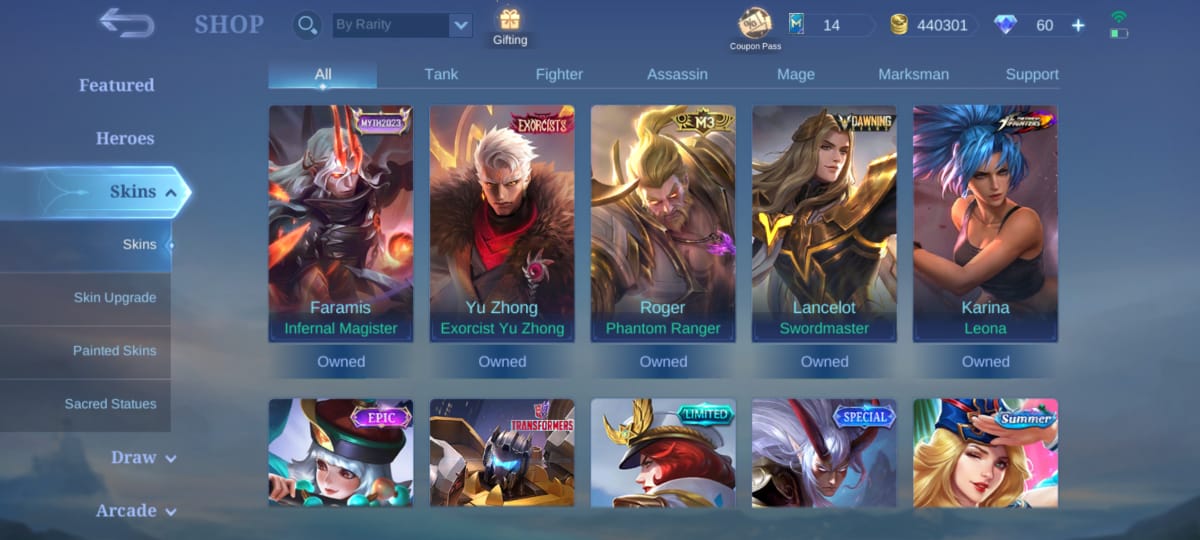 SHOP
By Rarity
Gifting
Coupon Pass
14
440301
60
Featured
Heroes
Skins
Skins
Skin Upgrade
Painted Skins
Sacred Statues
Draw
Arcade
All
Tank
Fighter
Assassin
Mage
Marksman
Support
MYTH2023
Faramis
Infernal Magister
Owned
EXORCISTS
Yu Zhong
Exorcist Yu Zhong
Owned
M3
Roger
Phantom Ranger
Owned
DAWNING
Lancelot
Swordmaster
Owned
FIGHTERS
Karina
Leona
Owned
EPIC
TRANSFORMERS
LIMITED
SPECIAL
Summer